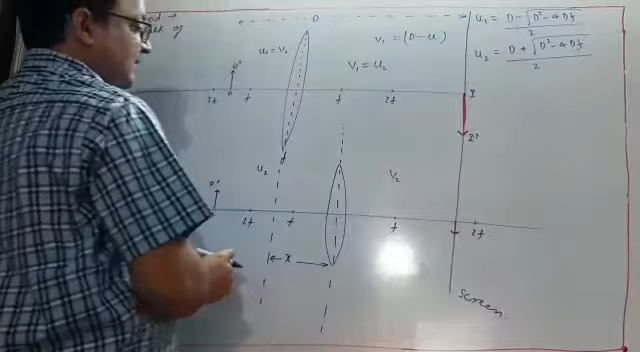 D
u₁ = D - √(D² - 4Df) / 2
u₂ = D + √(D² - 4Df) / 2
u₁ = v₂
v₁ = (D - u)
v₁ = u₂
o'
2f
f
f
2f
I
I'
f
u₂
v₂
o'
2f
f
f
2f
x
Screen.